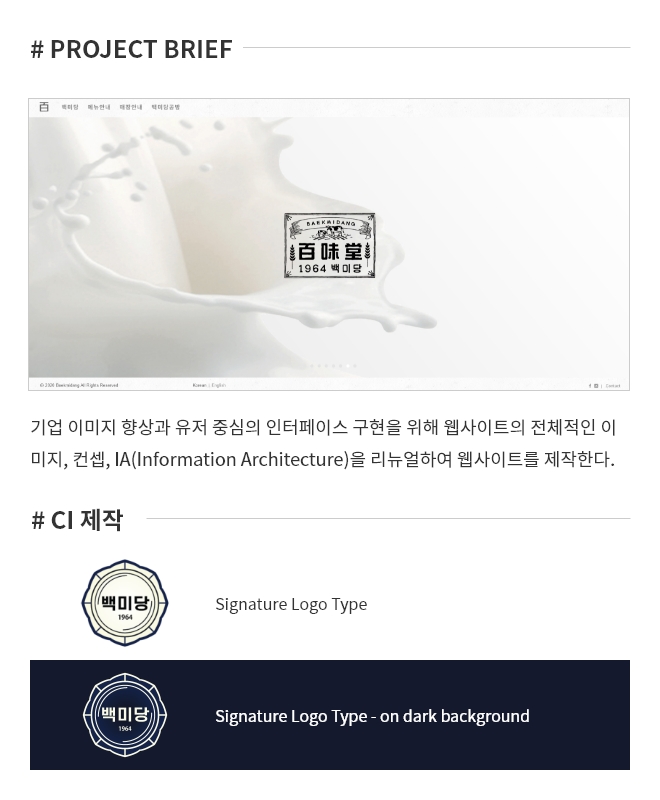 # PROJECT BRIEF
百 백미당 메뉴안내 매장안내 백미당공방
BAEKMIDANG
百味堂
1964 백미당
© 2020 Baekmidang All Rights Reserved Korean | English Contact
기업 이미지 향상과 유저 중심의 인터페이스 구현을 위해 웹사이트의 전체적인 이
미지, 컨셉, IA(Information Architecture)을 리뉴얼하여 웹사이트를 제작한다.
# CI 제작
백미당
1964
Signature Logo Type
백미당
1964
Signature Logo Type - on dark background